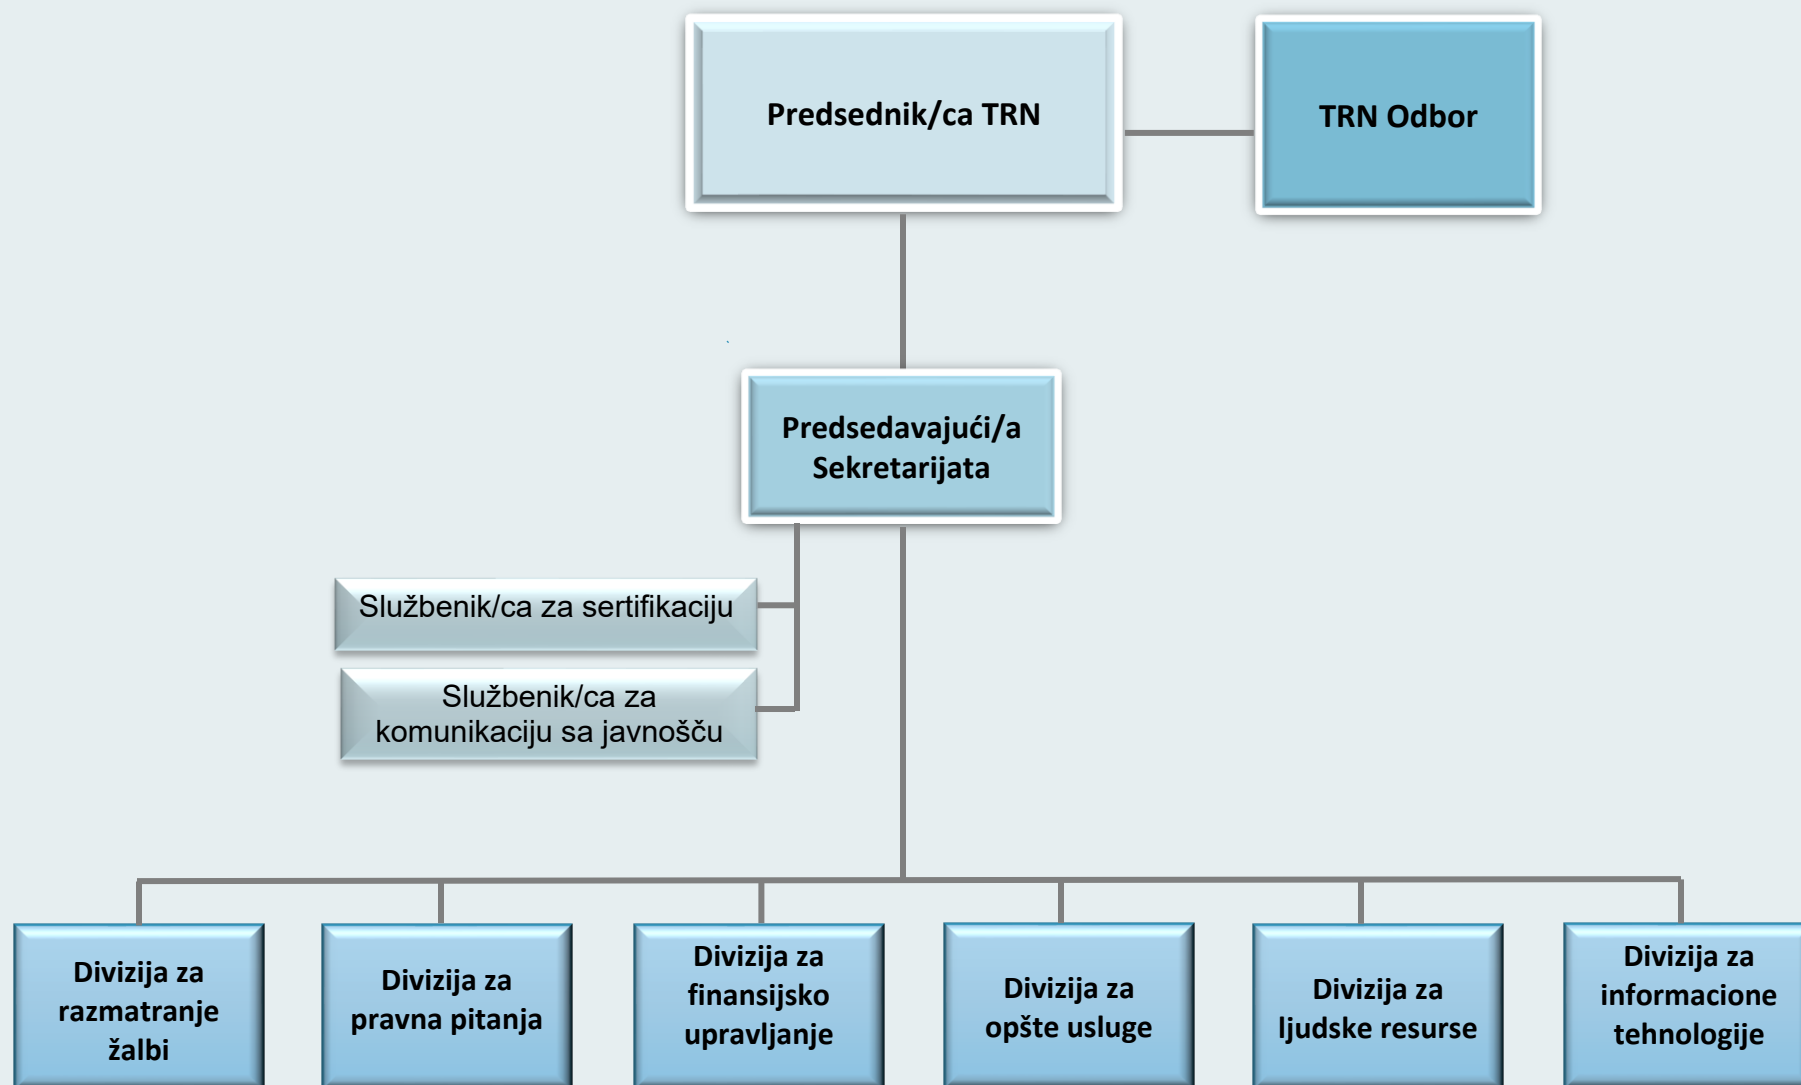 Predsednik/ca TRN
TRN Odbor
Predsedavajući/a
Sekretarijata
Službenik/ca za sertifikaciju
Službenik/ca za
komunikaciju sa javnošču
Divizija za
razmatranje
žalbi
Divizija za
pravna pitanja
Divizija za
finansijsko
upravljanje
Divizija za
opšte usluge
Divizija za
ljudske resurse
Divizija za
informacione
tehnologije